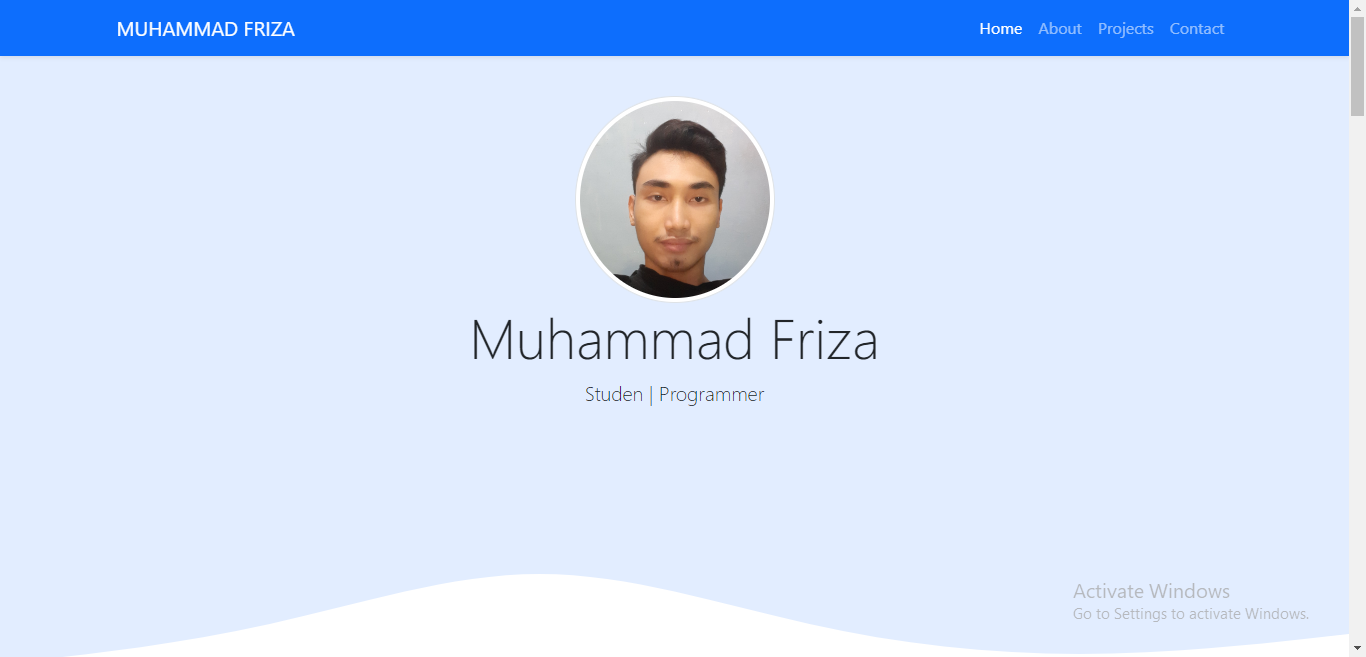 MUHAMMAD FRIZA
Home About Projects Contact
Muhammad Friza
Studen | Programmer
Activate Windows
Go to Settings to activate Windows.